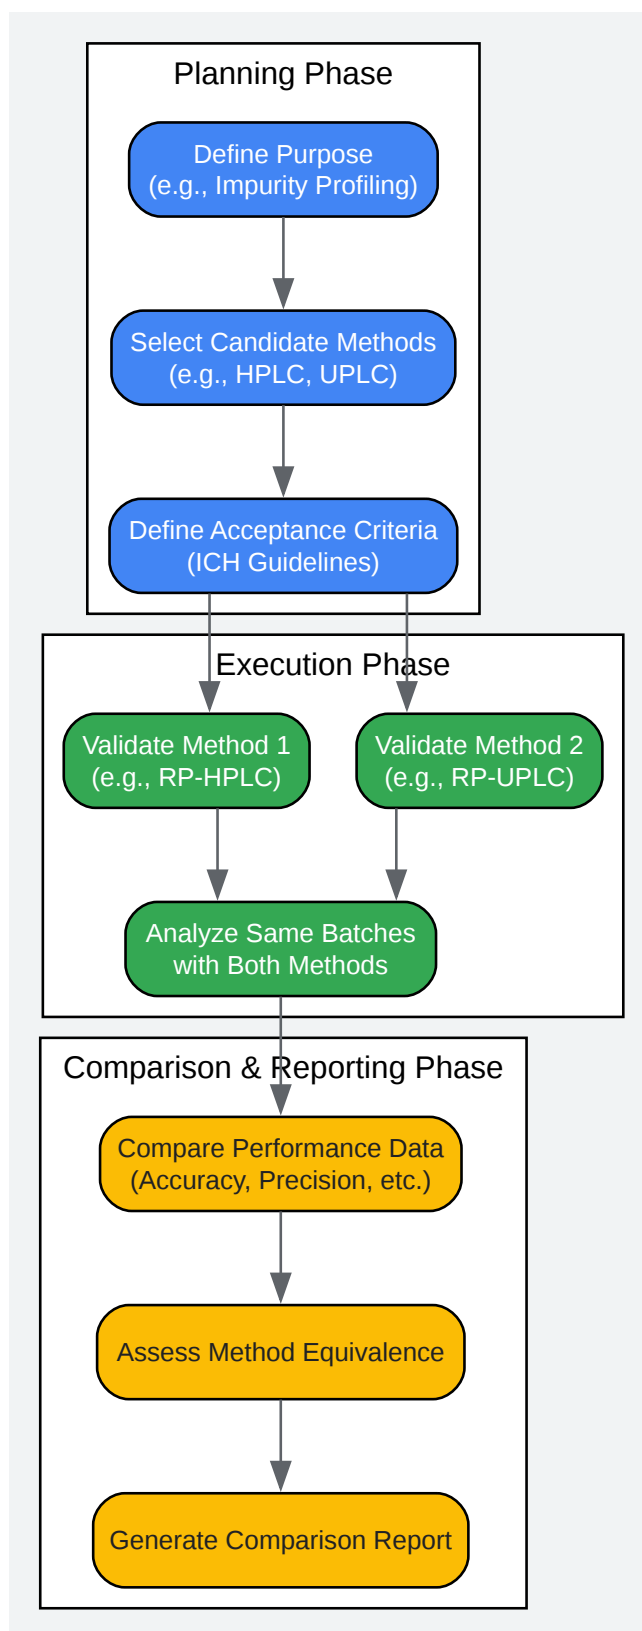 Planning Phase
Define Purpose
(e.g., Impurity Profiling)
Select Candidate Methods
(e.g., HPLC, UPLC)
Define Acceptance Criteria
(ICH Guidelines)
Execution Phase
Validate Method 1
(e.g., RP-HPLC)
Validate Method 2
(e.g., RP-UPLC)
Analyze Same Batches
with Both Methods
Comparison & Reporting Phase
Compare Performance Data
(Accuracy, Precision, etc.)
Assess Method Equivalence
Generate Comparison Report